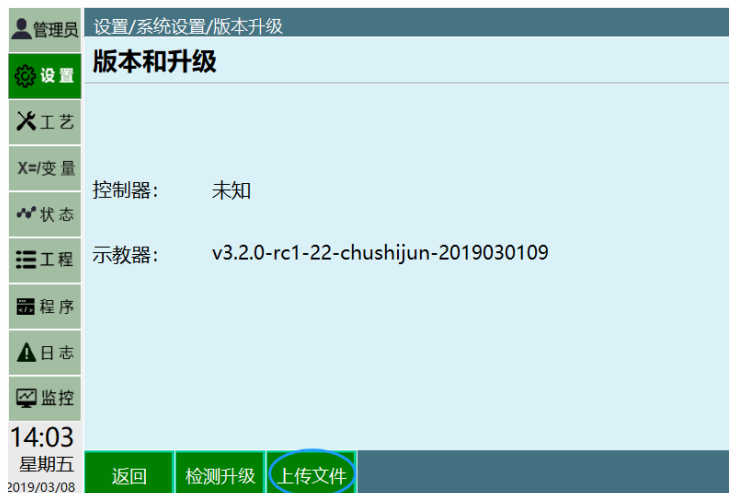 管理员
设置/系统设置/版本升级
版本和升级
设置
工艺
X=/变量
状态
工程
程序
日志
监控
控制器： 未知
示教器： v3.2.0-rc1-22-chushijun-2019030109
14:03
星期五
2019/03/08
返回 检测升级 上传文件